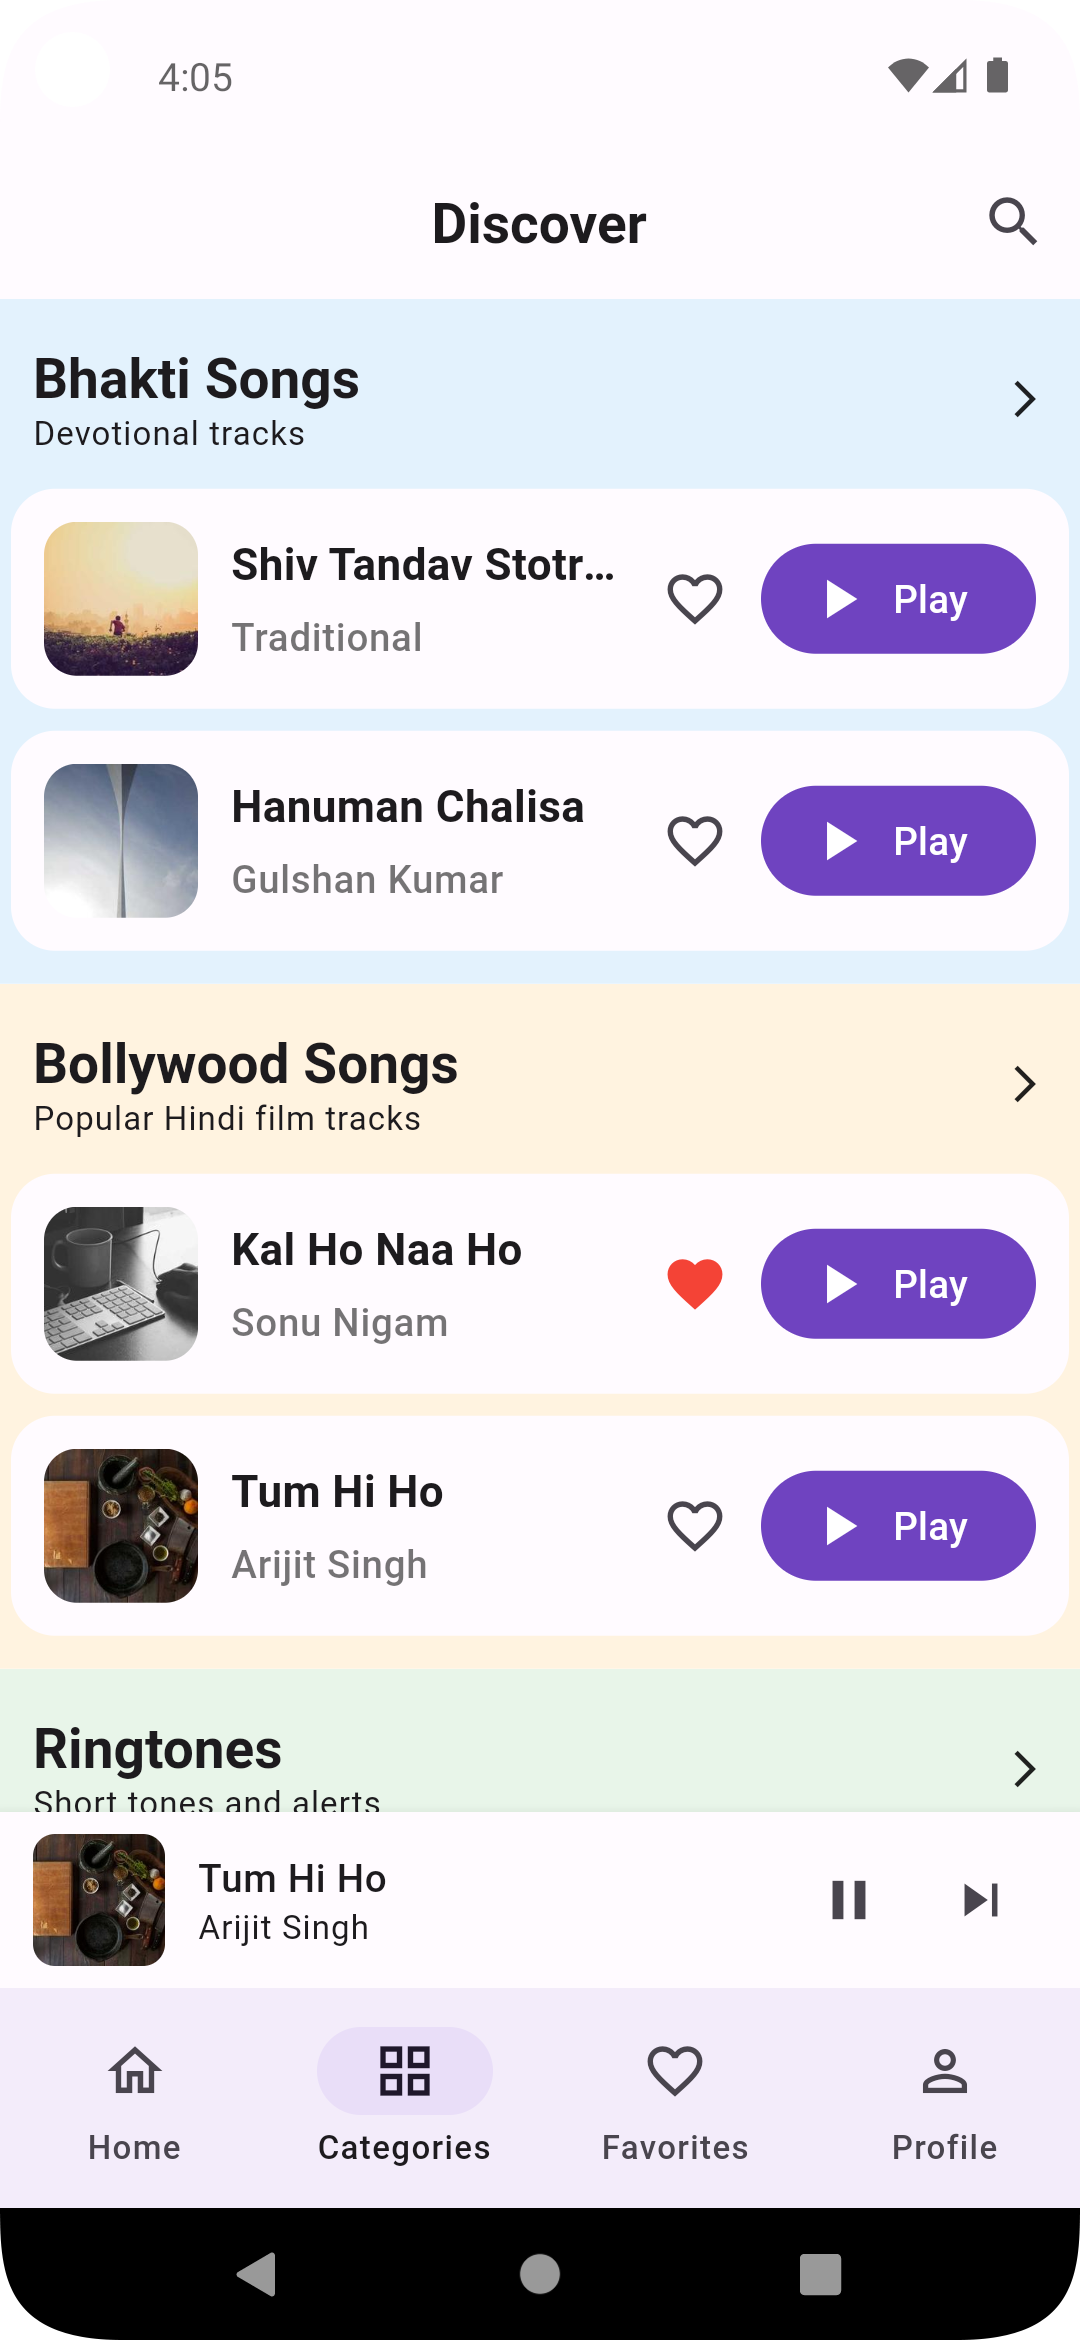 4:05
Discover
Bhakti Songs
Devotional tracks
Shiv Tandav Stotr…
Traditional
Play
Hanuman Chalisa
Gulshan Kumar
Play
Bollywood Songs
Popular Hindi film tracks
Kal Ho Naa Ho
Sonu Nigam
Play
Tum Hi Ho
Arijit Singh
Play
Ringtones
Short tones and alerts
Tum Hi Ho
Arijit Singh
Home
Categories
Favorites
Profile